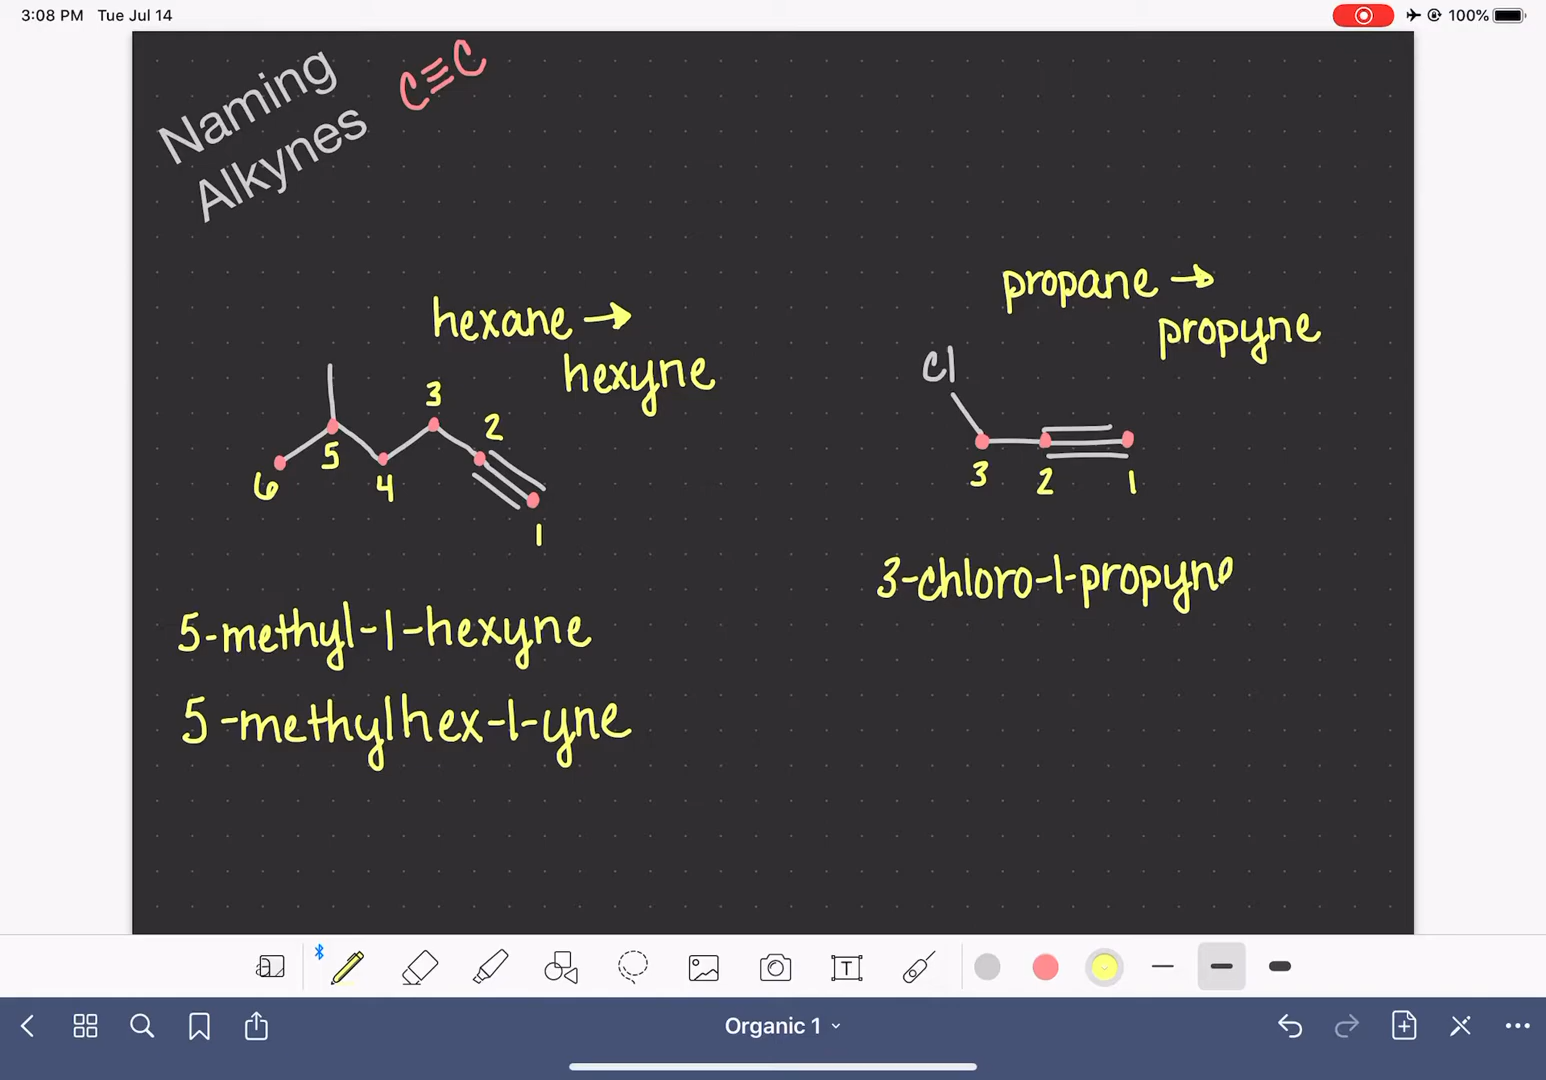 3:08 PM Tue Jul 14
100%
Naming
Alkynes
C≡C
hexane →
hexyne
3
2
5
6
4
1
5-methyl-1-hexyne
5-methylhex-1-yne
propane →
propyne
Cl
3
2
1
3-chloro-1-propyne
T
Organic 1